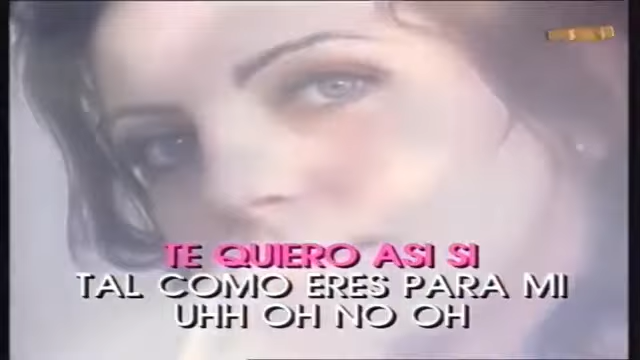 TE QUIERO ASI SI
TAL COMO ERES PARA MI
UHH OH NO OH